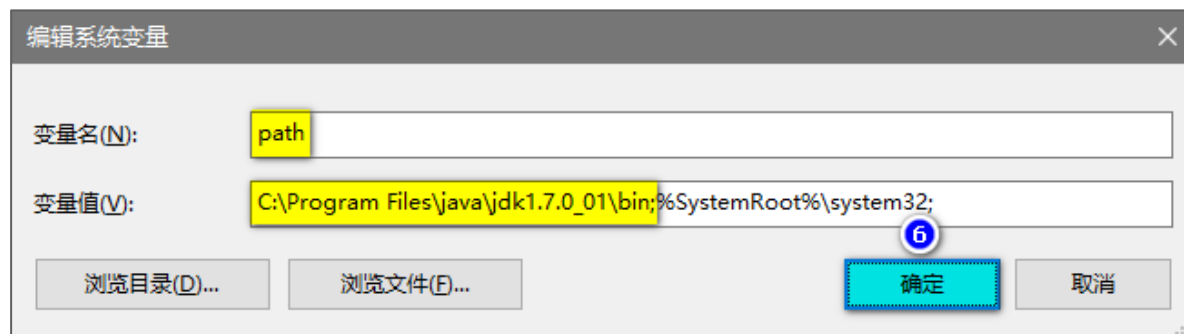 编辑系统变量
变量名(N): path
变量值(V): C:\Program Files\java\jdk1.7.0_01\bin;%SystemRoot%\system32;
6
浏览目录(D)... 浏览文件(F)... 确定 取消